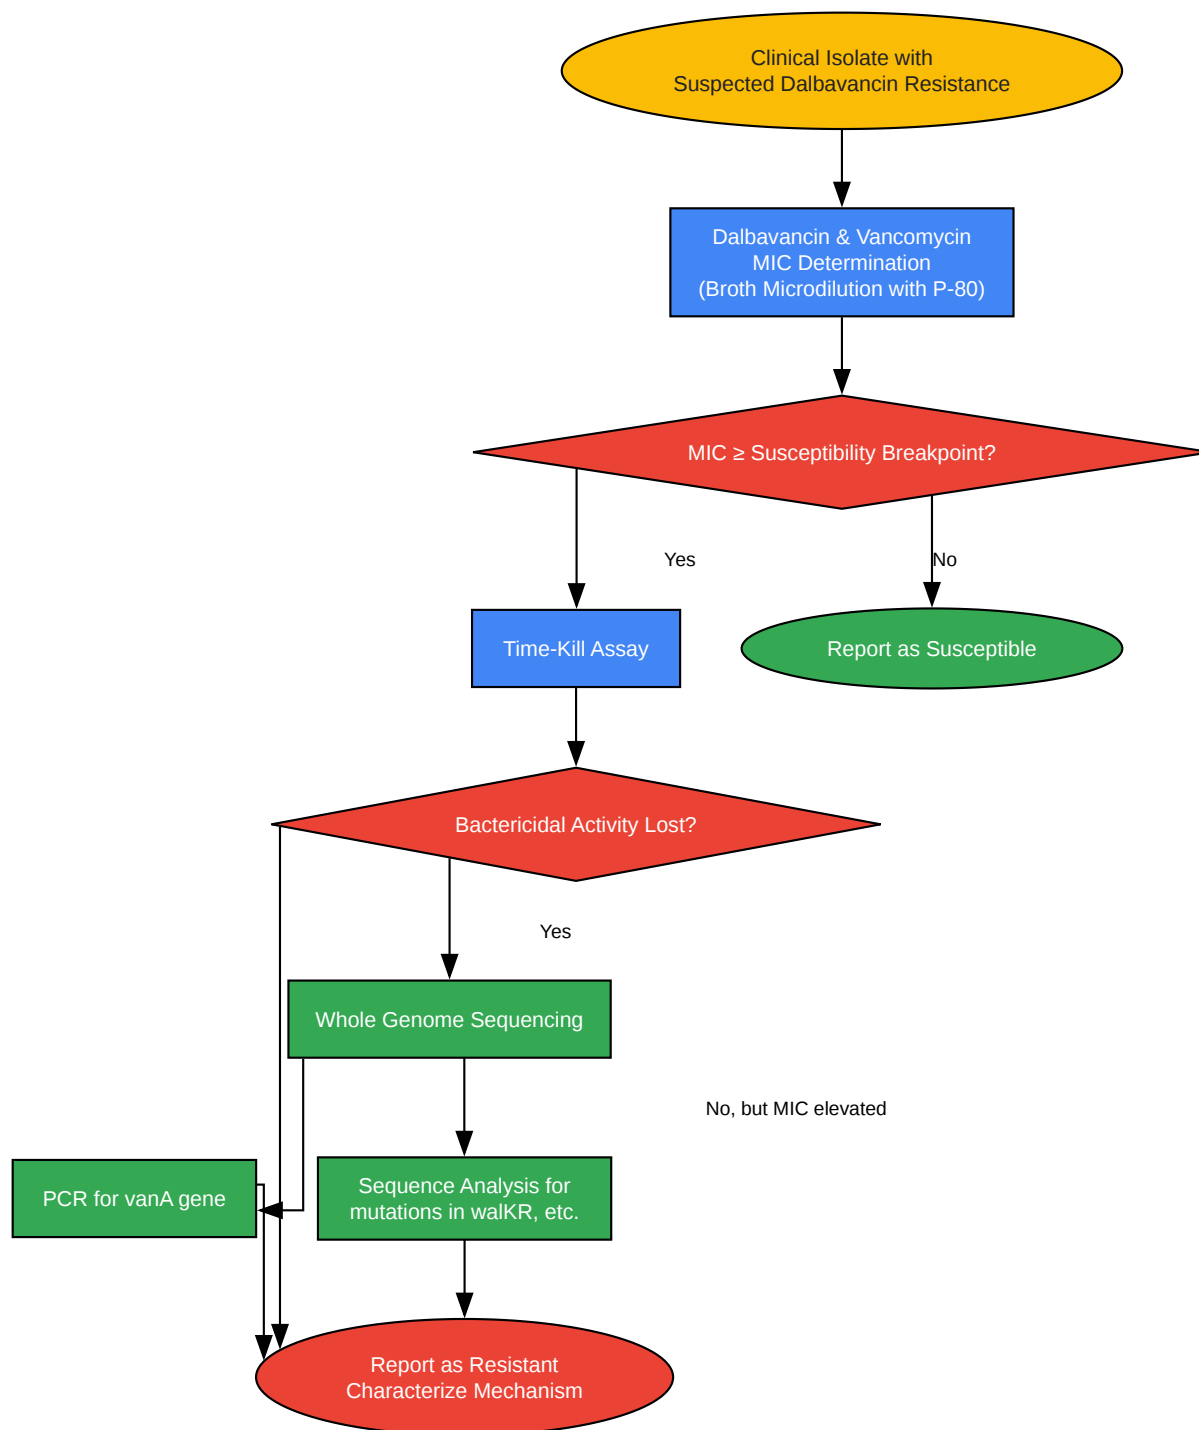 Clinical Isolate with
Suspected Dalbavancin Resistance
Dalbavancin & Vancomycin
MIC Determination
(Broth Microdilution with P-80)
MIC ≥ Susceptibility Breakpoint?
Yes
No
Time-Kill Assay
Report as Susceptible
Bactericidal Activity Lost?
Yes
Whole Genome Sequencing
No, but MIC elevated
PCR for vanA gene
Sequence Analysis for
mutations in walKR, etc.
Report as Resistant
Characterize Mechanism